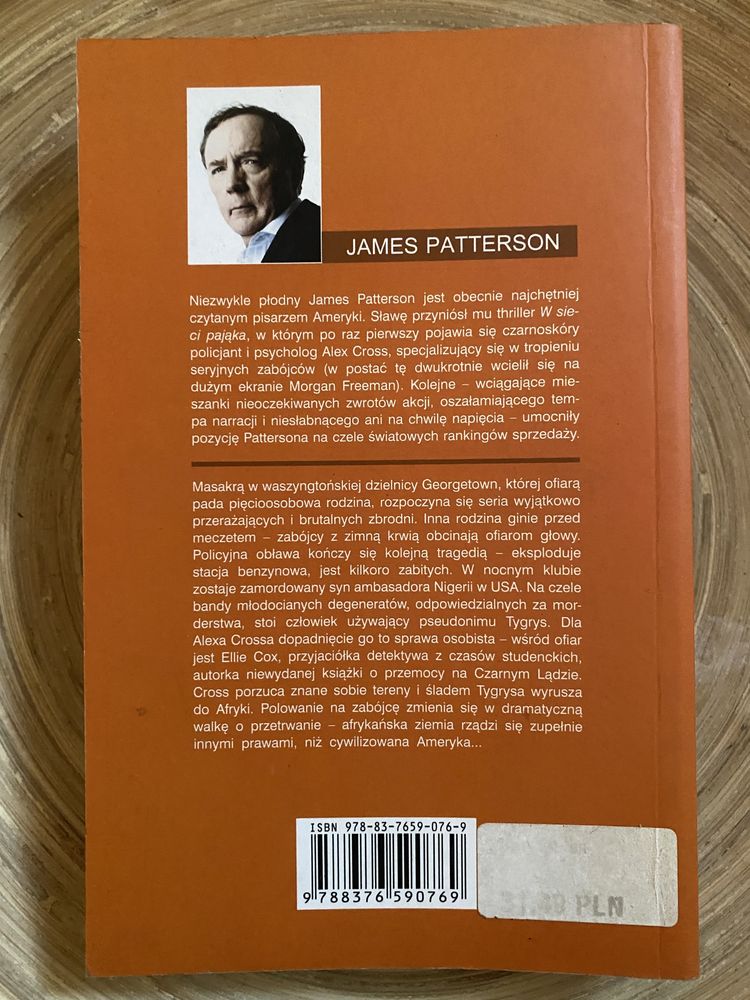 JAMES PATTERSON
Niezwykle płodny James Patterson jest obecnie najchętniej
czytanym pisarzem Ameryki. Sławę przyniósł mu thriller W sie-
ci pająka, w którym po raz pierwszy pojawia się czarnoskóry
policjant i psycholog Alex Cross, specjalizujący się w tropieniu
seryjnych zabójców (w postać tę dwukrotnie wcielił się na
dużym ekranie Morgan Freeman). Kolejne – wciągające mie-
szanki nieoczekiwanych zwrotów akcji, oszałamiającego tem-
pa narracji i niesłabnącego ani na chwilę napięcia – umocniły
pozycję Pattersona na czele światowych rankingów sprzedaży.
Masakrą w waszyngtońskiej dzielnicy Georgetown, której ofiarą
pada pięcioosobowa rodzina, rozpoczyna się seria wyjątkowo
przerażających i brutalnych zbrodni. Inna rodzina ginie przed
meczetem – zabójcy z zimną krwią obcinają ofiarom głowy.
Policyjna obława kończy się kolejną tragedią – eksploduje
stacja benzynowa, jest kilkoro zabitych. W nocnym klubie
zostaje zamordowany syn ambasadora Nigerii w USA. Na czele
bandy młodocianych degeneratów, odpowiedzialnych za mor-
derstwa, stoi człowiek używający pseudonimu Tygrys. Dla
Alexa Crossa dopadnięcie go to sprawa osobista – wśród ofiar
jest Ellie Cox, przyjaciółka detektywa z czasów studenckich,
autorka niewydanej książki o przemocy na Czarnym Lądzie.
Cross porzuca znane sobie tereny i śladem Tygrysa wyrusza
do Afryki. Polowanie na zabójcę zmienia się w dramatyczną
walkę o przetrwanie – afrykańska ziemia rządzi się zupełnie
innymi prawami, niż cywilizowana Ameryka...
ISBN 978-83-7659-076-9
9 788376 590769
PLN